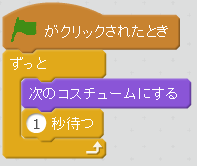 がクリックされたとき
ずっと
次のコスチュームにする
1 秒待つ